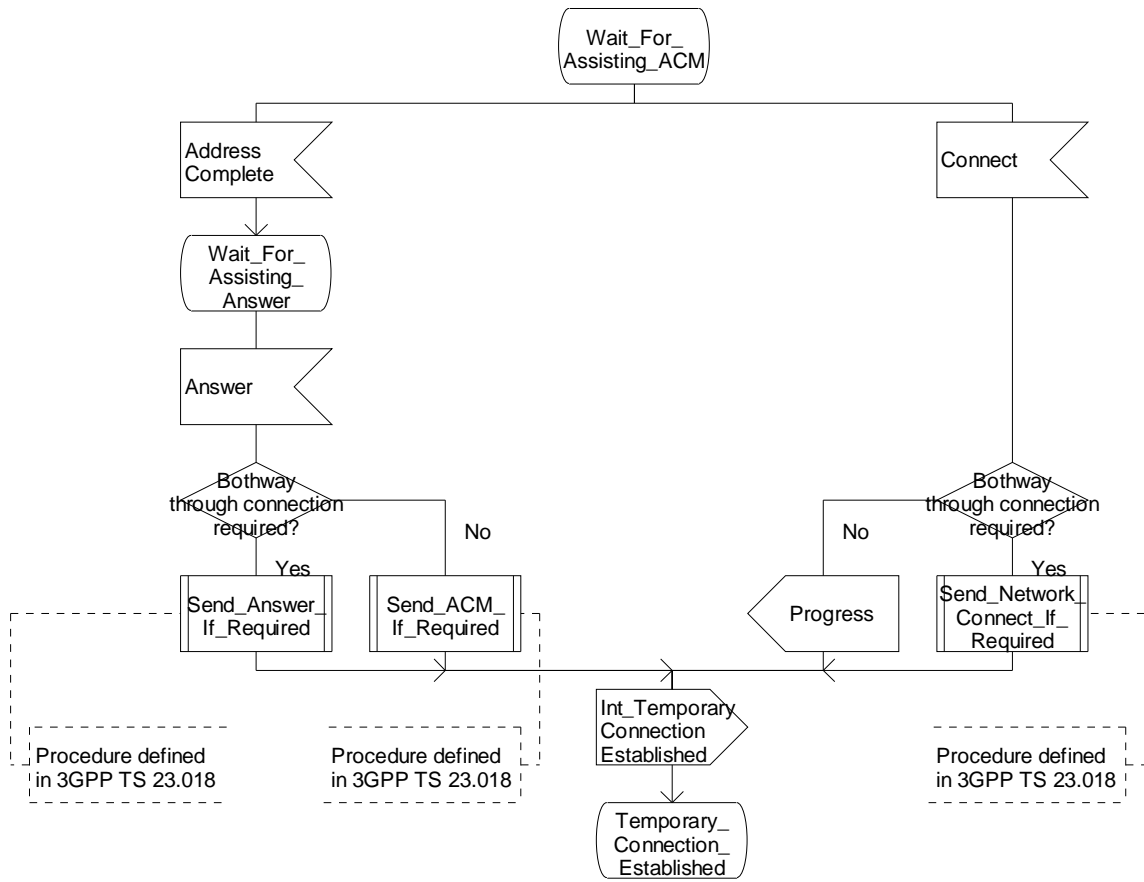 Wait_For_
Assisting_ACM
Address
Complete
Connect
Wait_For_
Assisting_
Answer
Answer
Bothway
through connection
required?
Bothway
through connection
required?
No
No
Yes
Yes
Send_Answer_
If_Required
Send_ACM_
If_Required
Progress
Send_Network_
Connect_If_
Required
Int_Temporary
Connection
Established
Procedure defined
in 3GPP TS 23.018
Procedure defined
in 3GPP TS 23.018
Procedure defined
in 3GPP TS 23.018
Temporary_
Connection_
Established